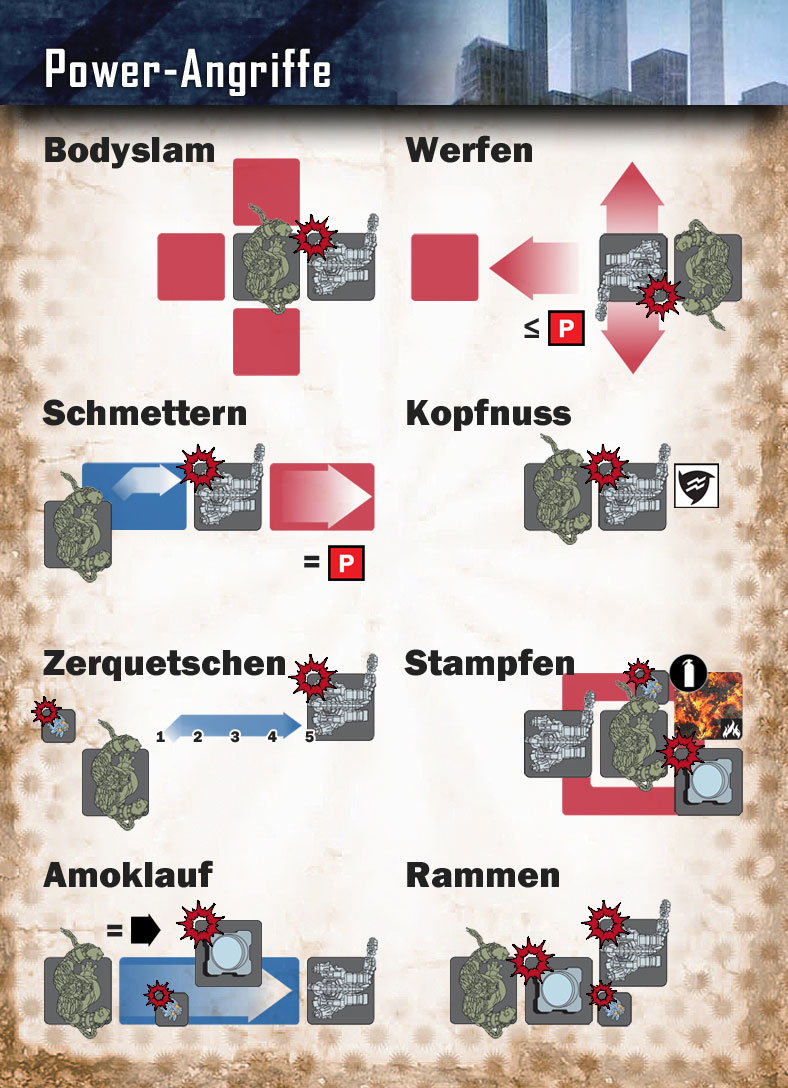 Power-Angriffe
Bodyslam
Werfen
≤ P
Schmettern
Kopfnuss
= P
Zerquetschen
Stampfen
1 2 3 4 5
Amoklauf
Rammen
=